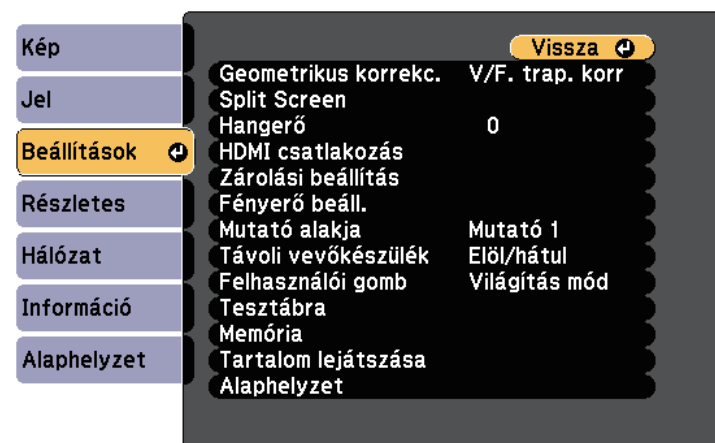 Kép
Jel
Beállítások
Részletes
Hálózat
Információ
Alaphelyzet
Vissza
Geometrikus korrekc. V/F. trap. korr
Split Screen
Hangerő 0
HDMI csatlakozás
Zárolási beállítás
Fényerő beáll.
Mutató alakja Mutató 1
Távoli vevőkészülék Elöl/hátul
Felhasználói gomb Világítás mód
Tesztábra
Memória
Tartalom lejátszása
Alaphelyzet